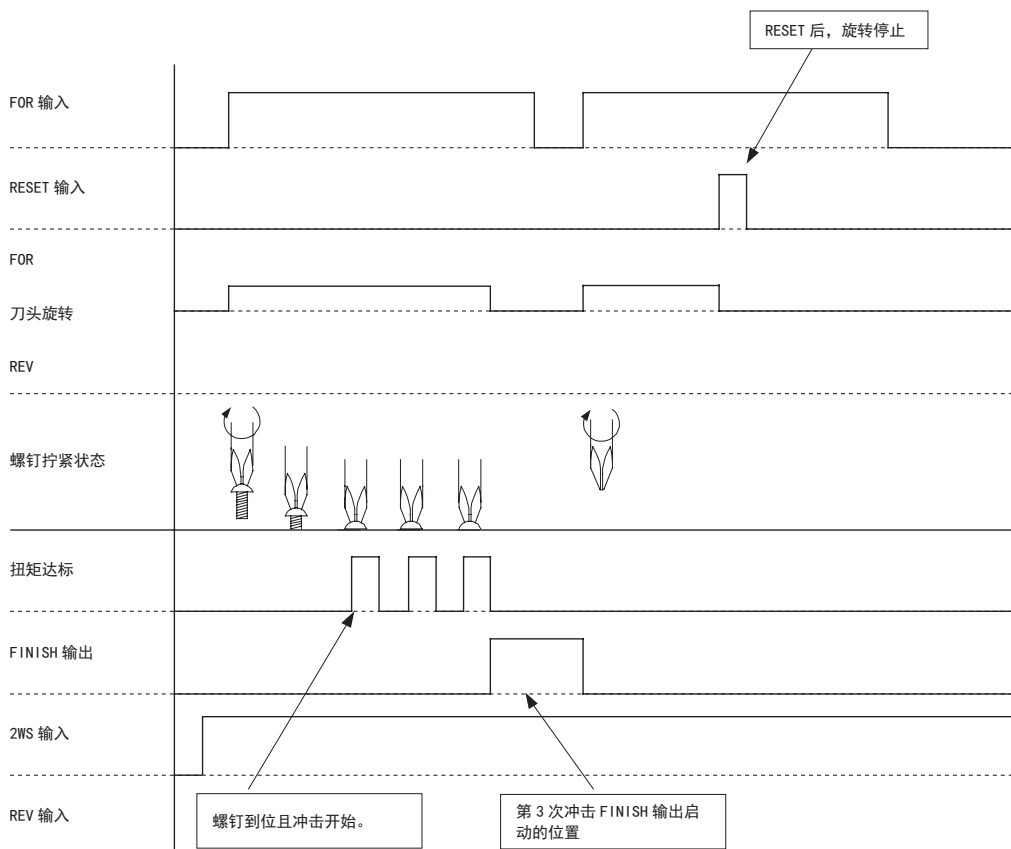 RESET 后，旋转停止
FOR 输入
RESET 输入
FOR
刀头旋转
REV
螺钉拧紧状态
扭矩达标
FINISH 输出
2WS 输入
REV 输入
螺钉到位且冲击开始。
第 3 次冲击 FINISH 输出启
动的位置